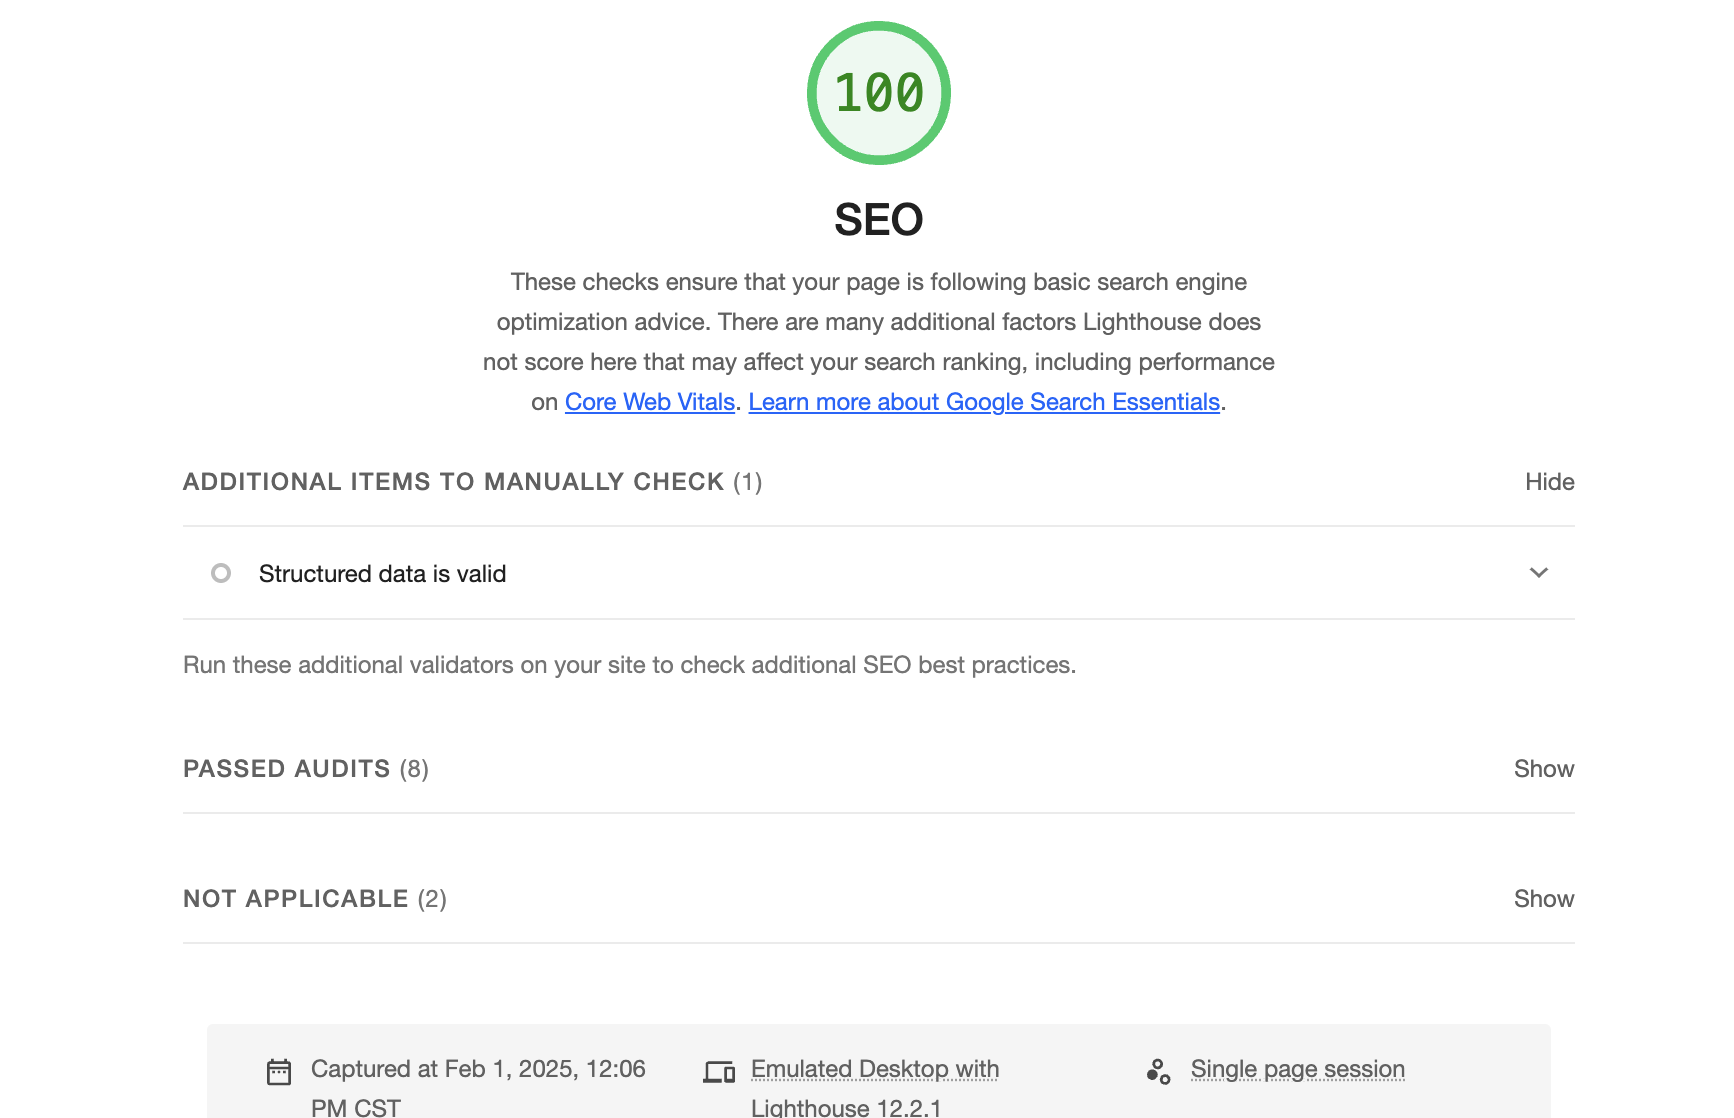 100
SEO
These checks ensure that your page is following basic search engine
optimization advice. There are many additional factors Lighthouse does
not score here that may affect your search ranking, including performance
on Core Web Vitals. Learn more about Google Search Essentials.
ADDITIONAL ITEMS TO MANUALLY CHECK (1) Hide
Structured data is valid
Run these additional validators on your site to check additional SEO best practices.
PASSED AUDITS (8) Show
NOT APPLICABLE (2) Show
Captured at Feb 1, 2025, 12:06
PM CST
Emulated Desktop with
Lighthouse 12.2.1
Single page session